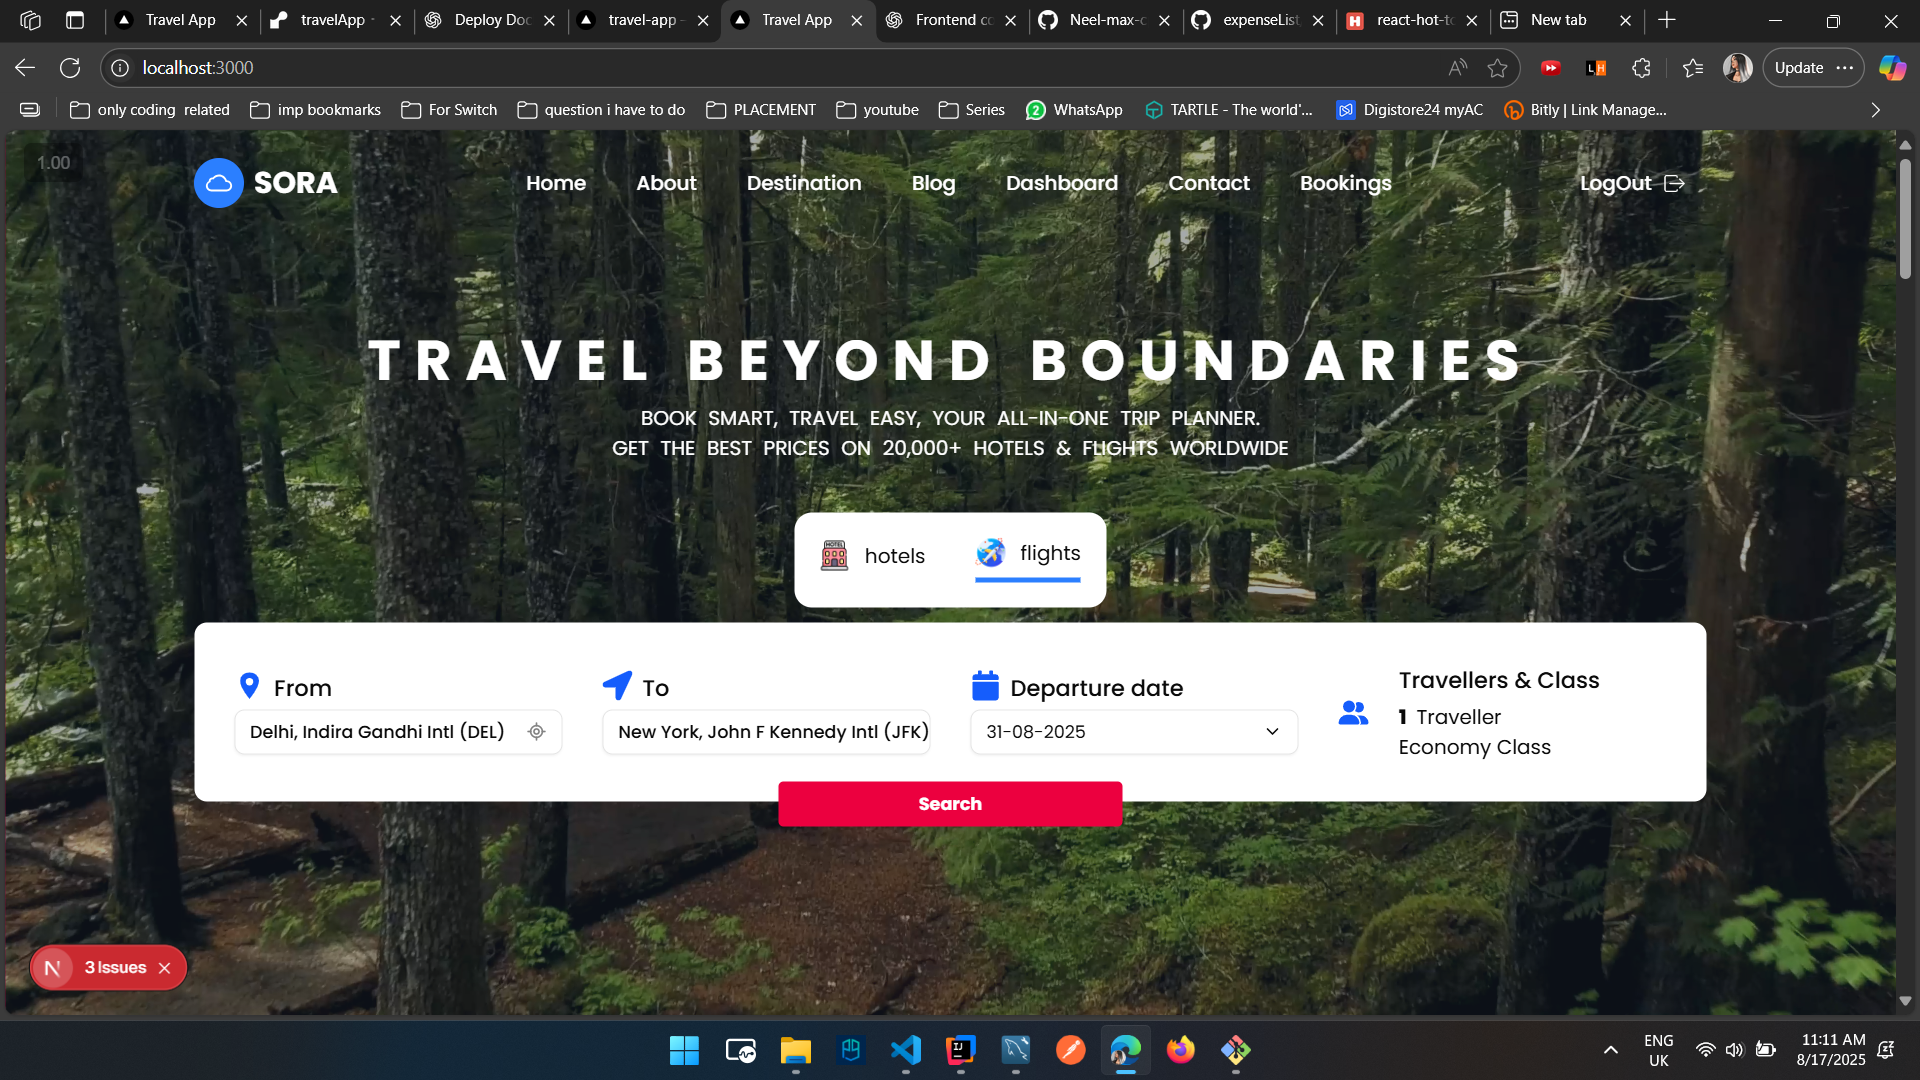 Travel App
travelApp
Deploy Doc
travel-app -
Travel App
Frontend co
Neel-max-c
expenseList
react-hot-to
New tab
localhost:3000
Update
only coding related
imp bookmarks
For Switch
question i have to do
PLACEMENT
youtube
Series
2 WhatsApp
TARTLE - The world'...
Digistore24 myAC
Bitly | Link Manage...
1.00
SORA
Home
About
Destination
Blog
Dashboard
Contact
Bookings
LogOut
TRAVEL BEYOND BOUNDARIES
BOOK SMART, TRAVEL EASY, YOUR ALL-IN-ONE TRIP PLANNER.
GET THE BEST PRICES ON 20,000+ HOTELS & FLIGHTS WORLDWIDE
HOTEL
hotels
flights
From
Delhi, Indira Gandhi Intl (DEL)
To
New York, John F Kennedy Intl (JFK)
Departure date
31-08-2025
Travellers & Class
1 Traveller
Economy Class
Search
N 3 Issues
ENG
UK
11:11 AM
8/17/2025